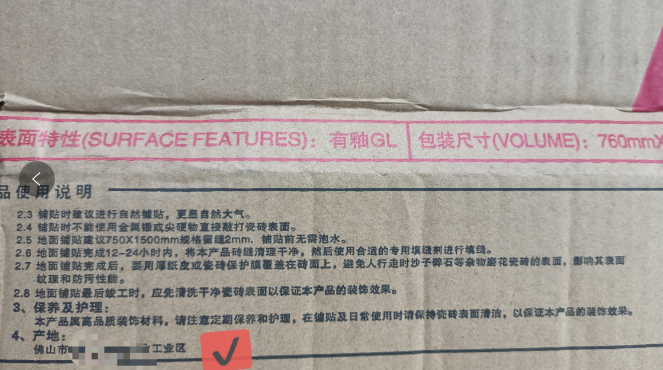 表面特性(SURFACE FEATURES)：有釉GL 包装尺寸(VOLUME)：760mmX
品使用说明
2.3 铺贴时建议进行自然铺贴，更显自然大气。
2.4 铺贴时不能使用金属锤或尖硬物直接敲打瓷砖表面。
2.5 地面铺贴建议750X1500mm规格留缝2mm，铺贴前无需泡水。
2.6 地面铺贴完成12-24小时内，将本产品砖缝清理干净，然后使用合适的专用填缝剂进行填缝。
2.7 地面铺贴完成后，要用厚纸皮或瓷砖保护膜覆盖在砖面上，避免人行走时沙子碎石等杂物磨花瓷砖的表面，影响其表面
纹理和防污性能。
2.8 地面铺贴最后竣工时，应先清洗干净瓷砖表面以保证本产品的装饰效果。
3、保养及护理：
本产品属高品质装饰材料，请注意定期保养和护理，在铺贴及日常使用时请保持瓷砖表面清洁，以保证本产品的装饰效果。
4、产地：
佛山市 工业区